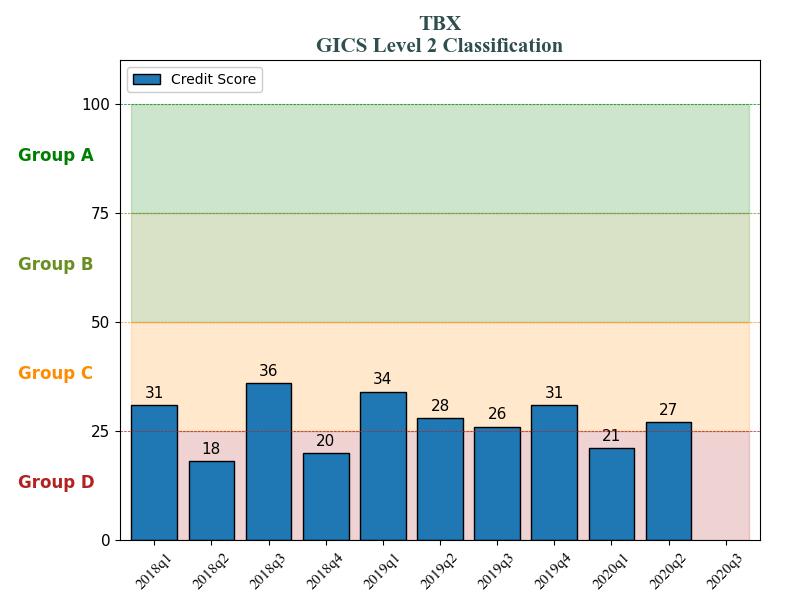 TBX
GICS Level 2 Classification
Credit Score
100
Group A
75
Group B
50
Group C
25
Group D
0
31
18
36
20
34
28
26
31
21
27
2018q1
2018q2
2018q3
2018q4
2019q1
2019q2
2019q3
2019q4
2020q1
2020q2
2020q3